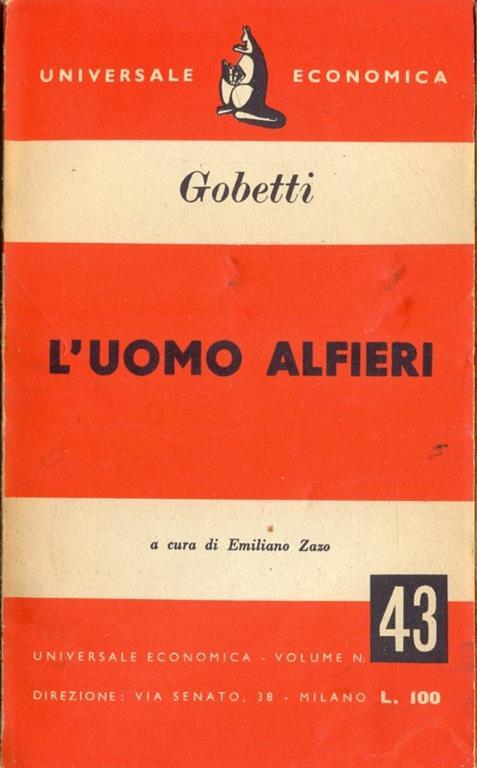 UNIVERSALE ECONOMICA
Gobetti
L'UOMO ALFIERI
a cura di Emiliano Zazo
43
UNIVERSALE ECONOMICA - VOLUME N.
DIREZIONE: VIA SENATO, 38 - MILANO L. 100